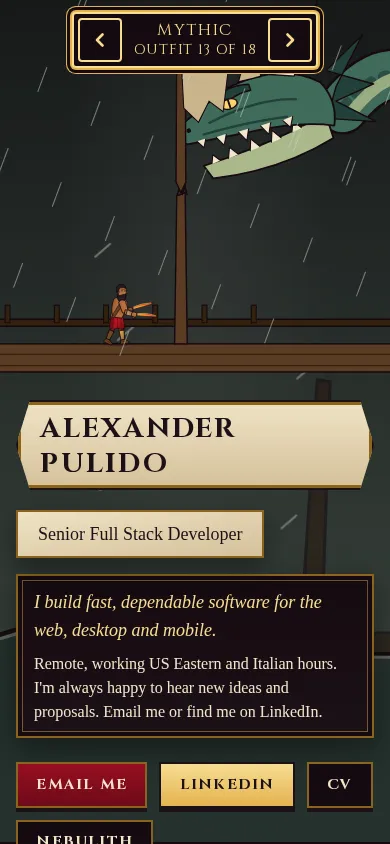 MYTHIC
OUTFIT 13 OF 18
ALEXANDER
PULIDO
Senior Full Stack Developer
I build fast, dependable software for the
web, desktop and mobile.
Remote, working US Eastern and Italian hours.
I'm always happy to hear new ideas and
proposals. Email me or find me on LinkedIn.
EMAIL ME
LINKEDIN
CV
NEBULITH